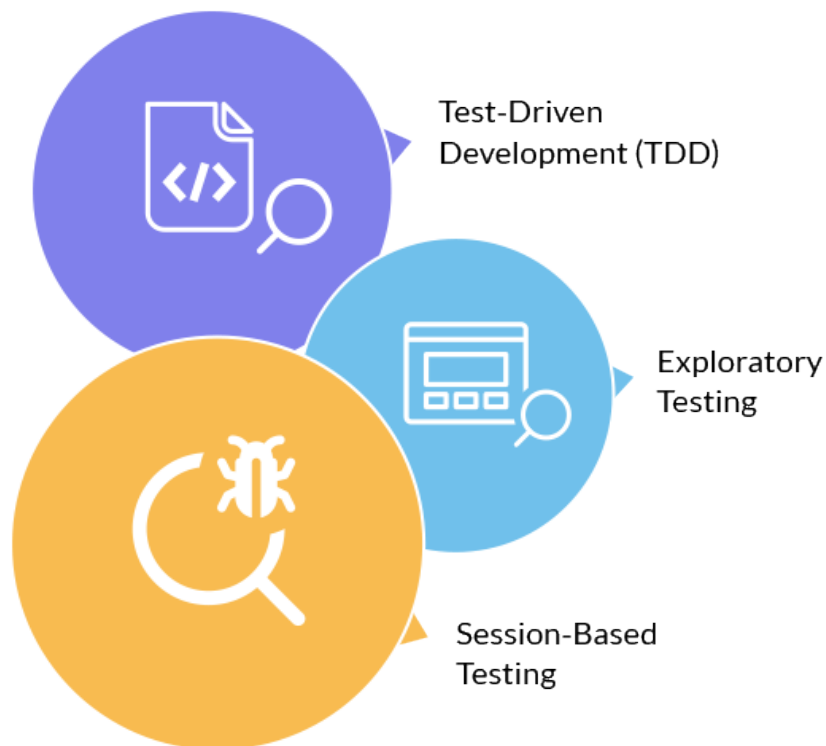 Test-Driven
Development (TDD)
</>
Exploratory
Testing
Session-Based
Testing